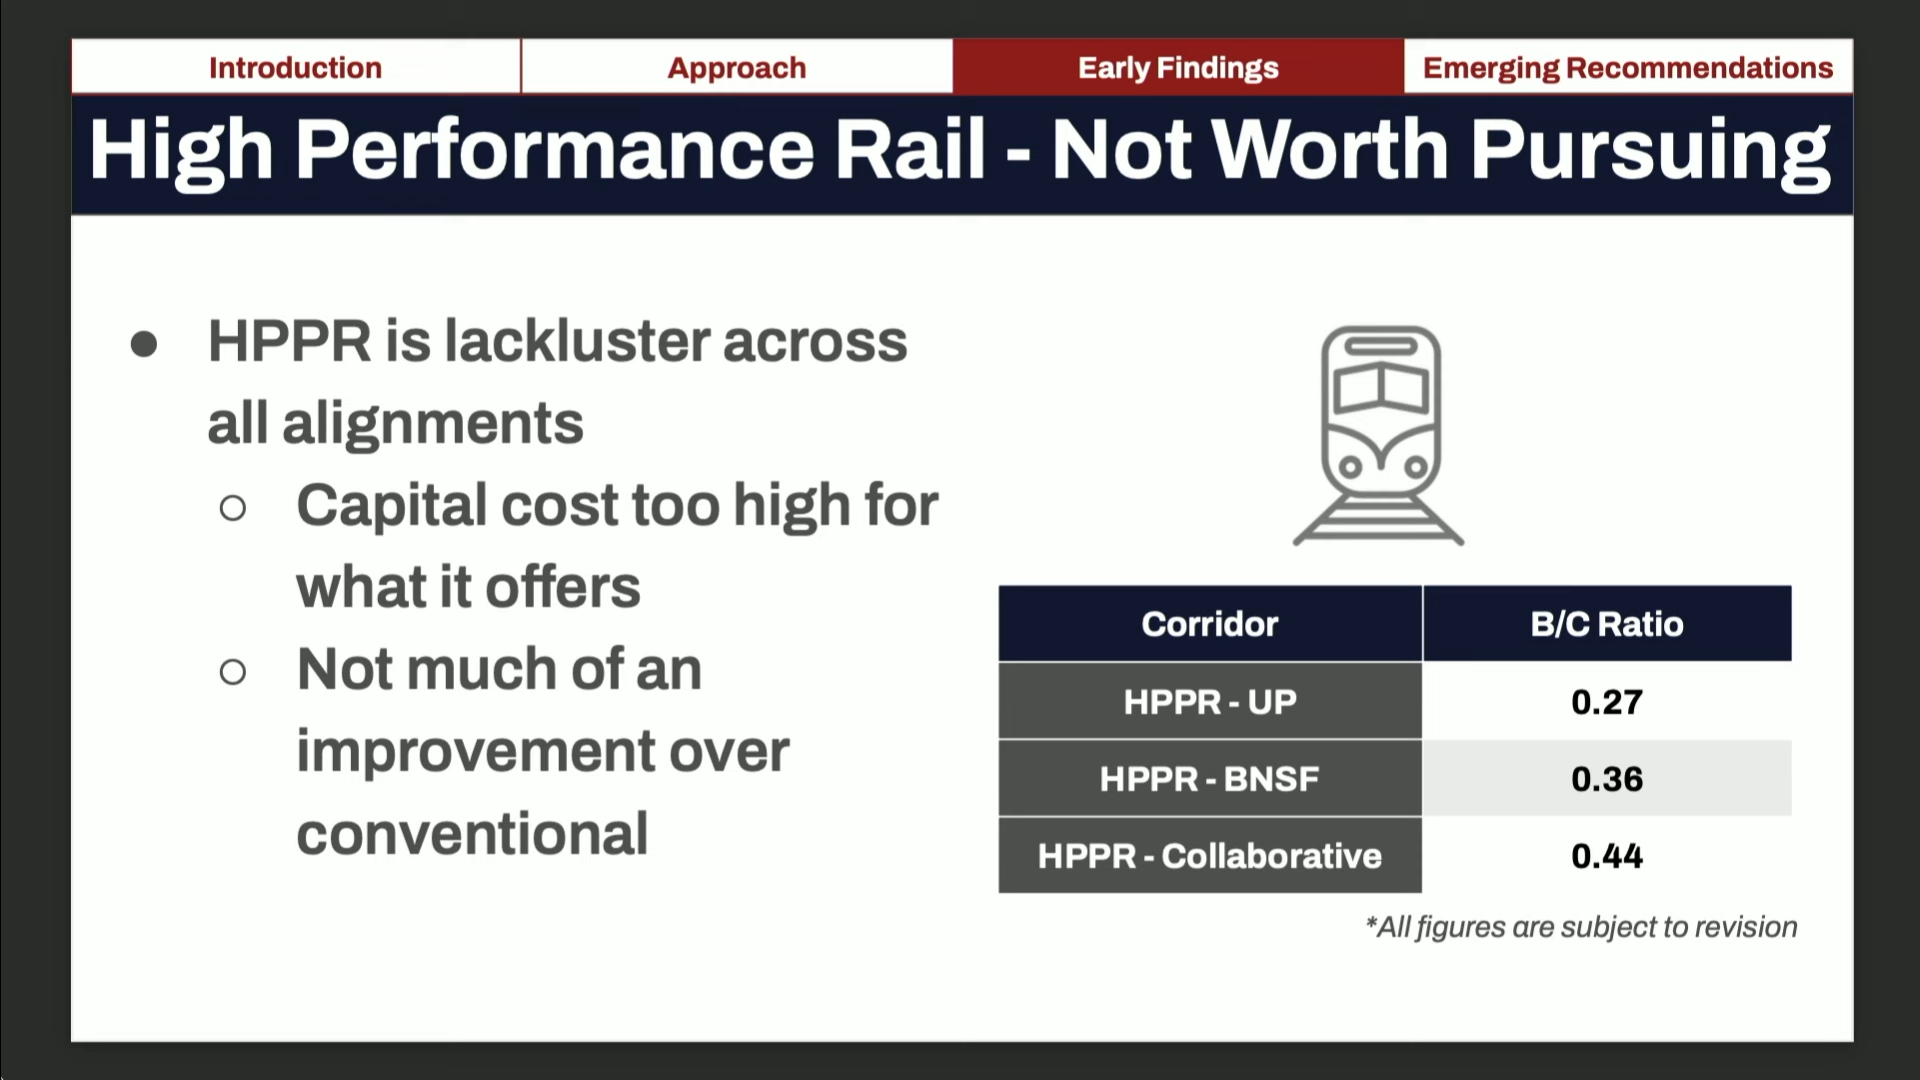 Introduction
Approach
Early Findings
Emerging Recommendations
High Performance Rail - Not Worth Pursuing
● HPPR is lackluster across
all alignments
○ Capital cost too high for
what it offers
○ Not much of an
improvement over
conventional
Corridor B/C Ratio
HPPR - UP 0.27
HPPR - BNSF 0.36
HPPR - Collaborative 0.44
*All figures are subject to revision